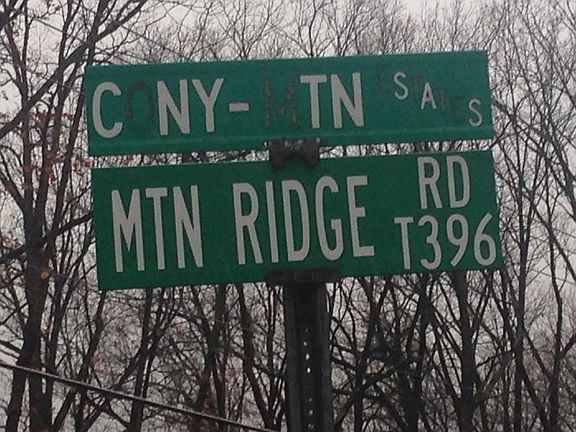 CONY-MTN ESTATES
MTN RIDGE RD
T396